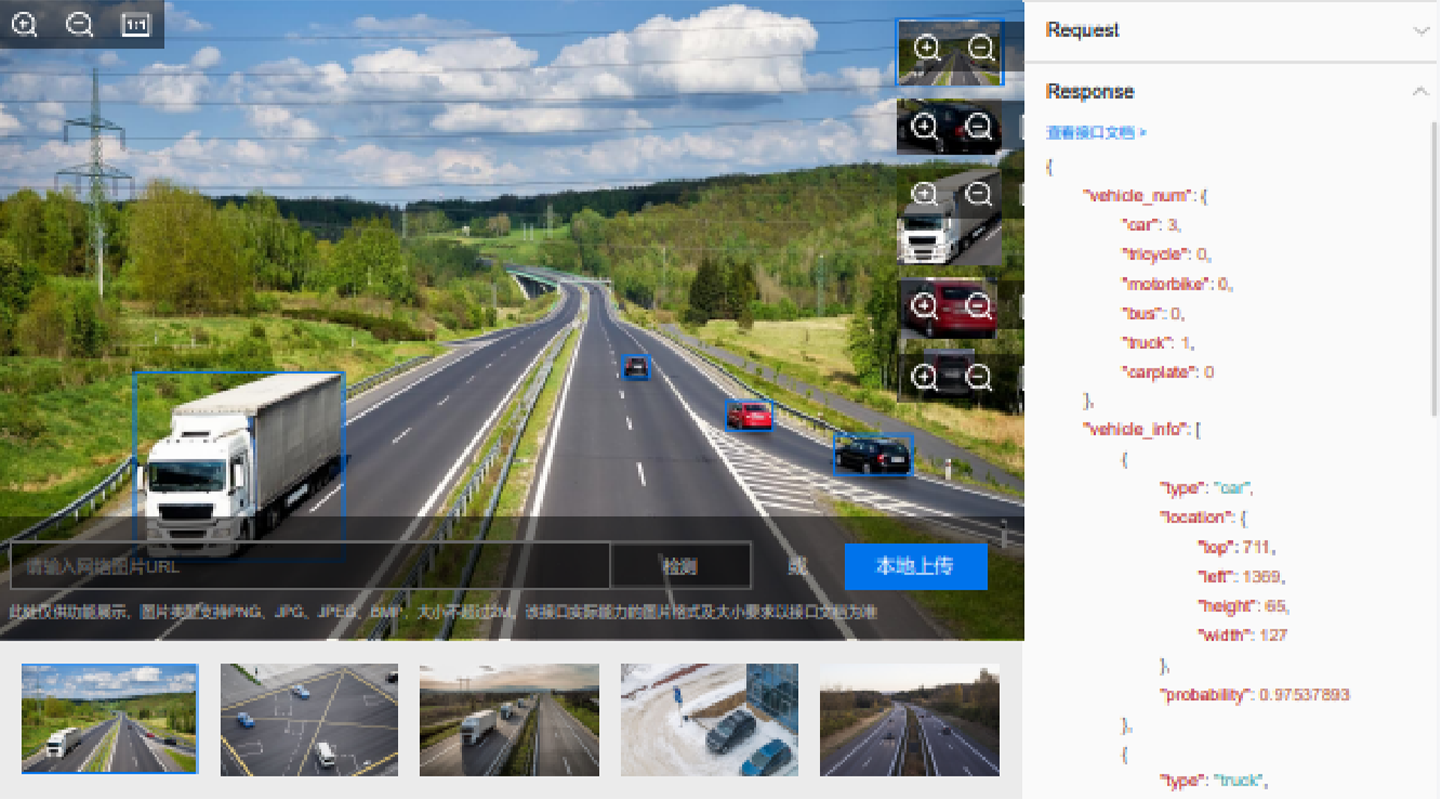 1:1
请输入网络图片URL
检测
或
本地上传
此处仅供功能展示，图片类型支持PNG、JPG、JPEG、BMP，大小不超过2M。该接口实际能力的图片格式及大小要求以接口文档为准
Request
Response
查看接口文档 >
{
"vehicle_num": {
"car": 3,
"tricycle": 0,
"motorbike": 0,
"bus": 0,
"truck": 1,
"carplate": 0
},
"vehicle_info": [
{
"type": "car",
"location": {
"top": 711,
"left": 1369,
"height": 65,
"width": 127
},
"probability": 0.97537893
},
{
"type": "truck",